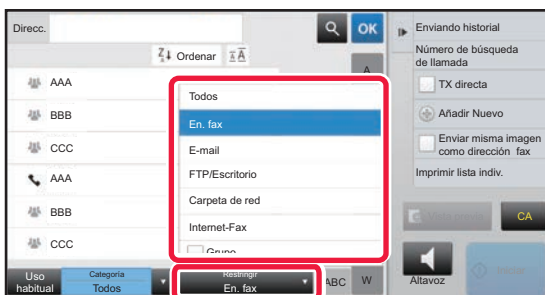 Direcc.
OK
Ordenar
A
AAA
BBB
CCC
AAA
BBB
CCC
Todos
En. fax
E-mail
FTP/Escritorio
Carpeta de red
Internet-Fax
Grupo
Uso
habitual
Categoría
Todos
Restringir
En. fax
ABC
W
Enviando historial
Número de búsqueda
de llamada
TX directa
Añadir Nuevo
Enviar misma imagen
como dirección fax
Imprimir lista indiv.
CA
Altavoz